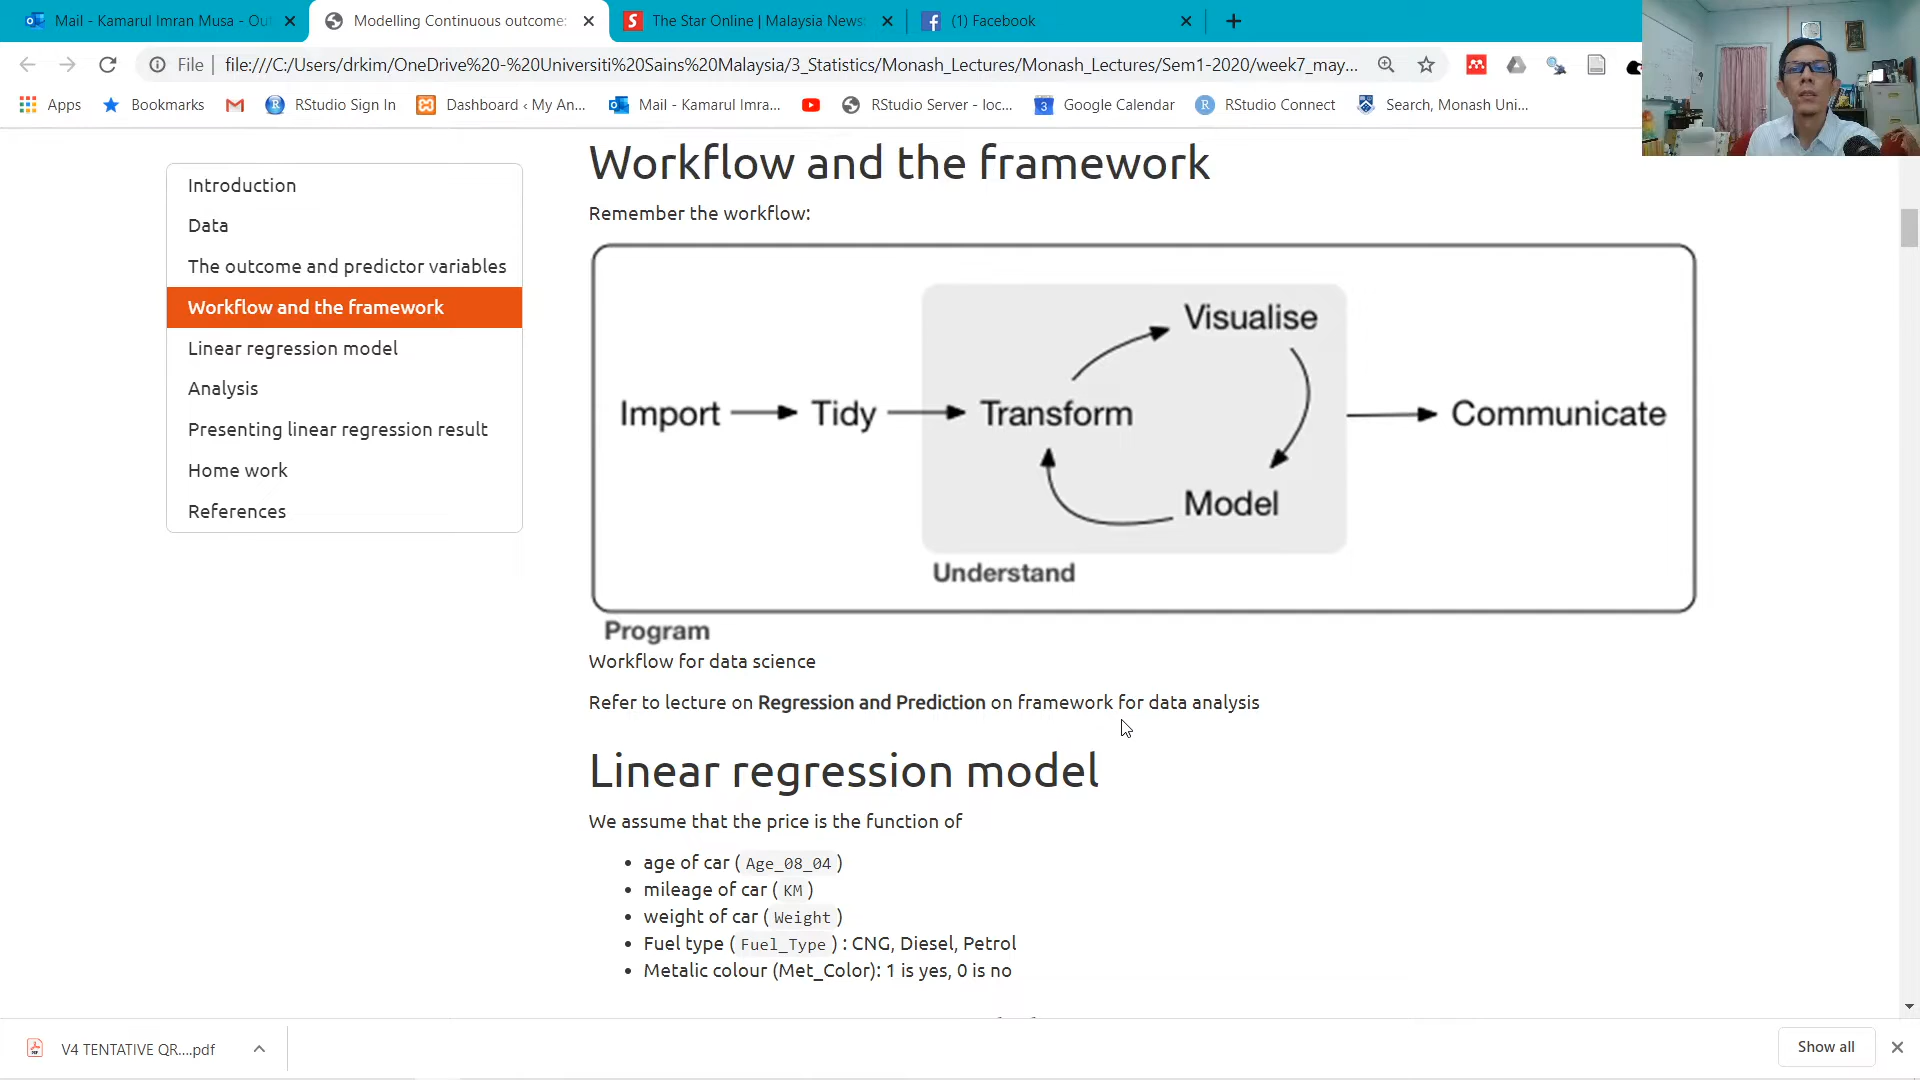 Mail - Kamarul Imran Musa - Ou
Modelling Continuous outcome:
The Star Online | Malaysia News
(1) Facebook
File
file:///C:/Users/drkim/OneDrive%20-%20Universiti%20Sains%20Malaysia/3_Statistics/Monash_Lectures/Monash_Lectures/Sem1-2020/week7_may...
Apps
Bookmarks
RStudio Sign In
Dashboard ‹ My An...
Mail - Kamarul Imra...
RStudio Server - loc...
3
Google Calendar
RStudio Connect
Search, Monash Uni...
Introduction
Data
The outcome and predictor variables
Workflow and the framework
Linear regression model
Analysis
Presenting linear regression result
Home work
References
Workflow and the framework
Remember the workflow:
Visualise
Import
Tidy
Transform
Communicate
Model
Understand
Program
Workflow for data science
Refer to lecture on Regression and Prediction on framework for data analysis
Linear regression model
We assume that the price is the function of
• age of car ( Age_08_04 )
• mileage of car ( KM )
• weight of car ( Weight )
• Fuel type ( Fuel_Type ) : CNG, Diesel, Petrol
• Metalic colour (Met_Color): 1 is yes, 0 is no
V4 TENTATIVE QR....pdf
Show all